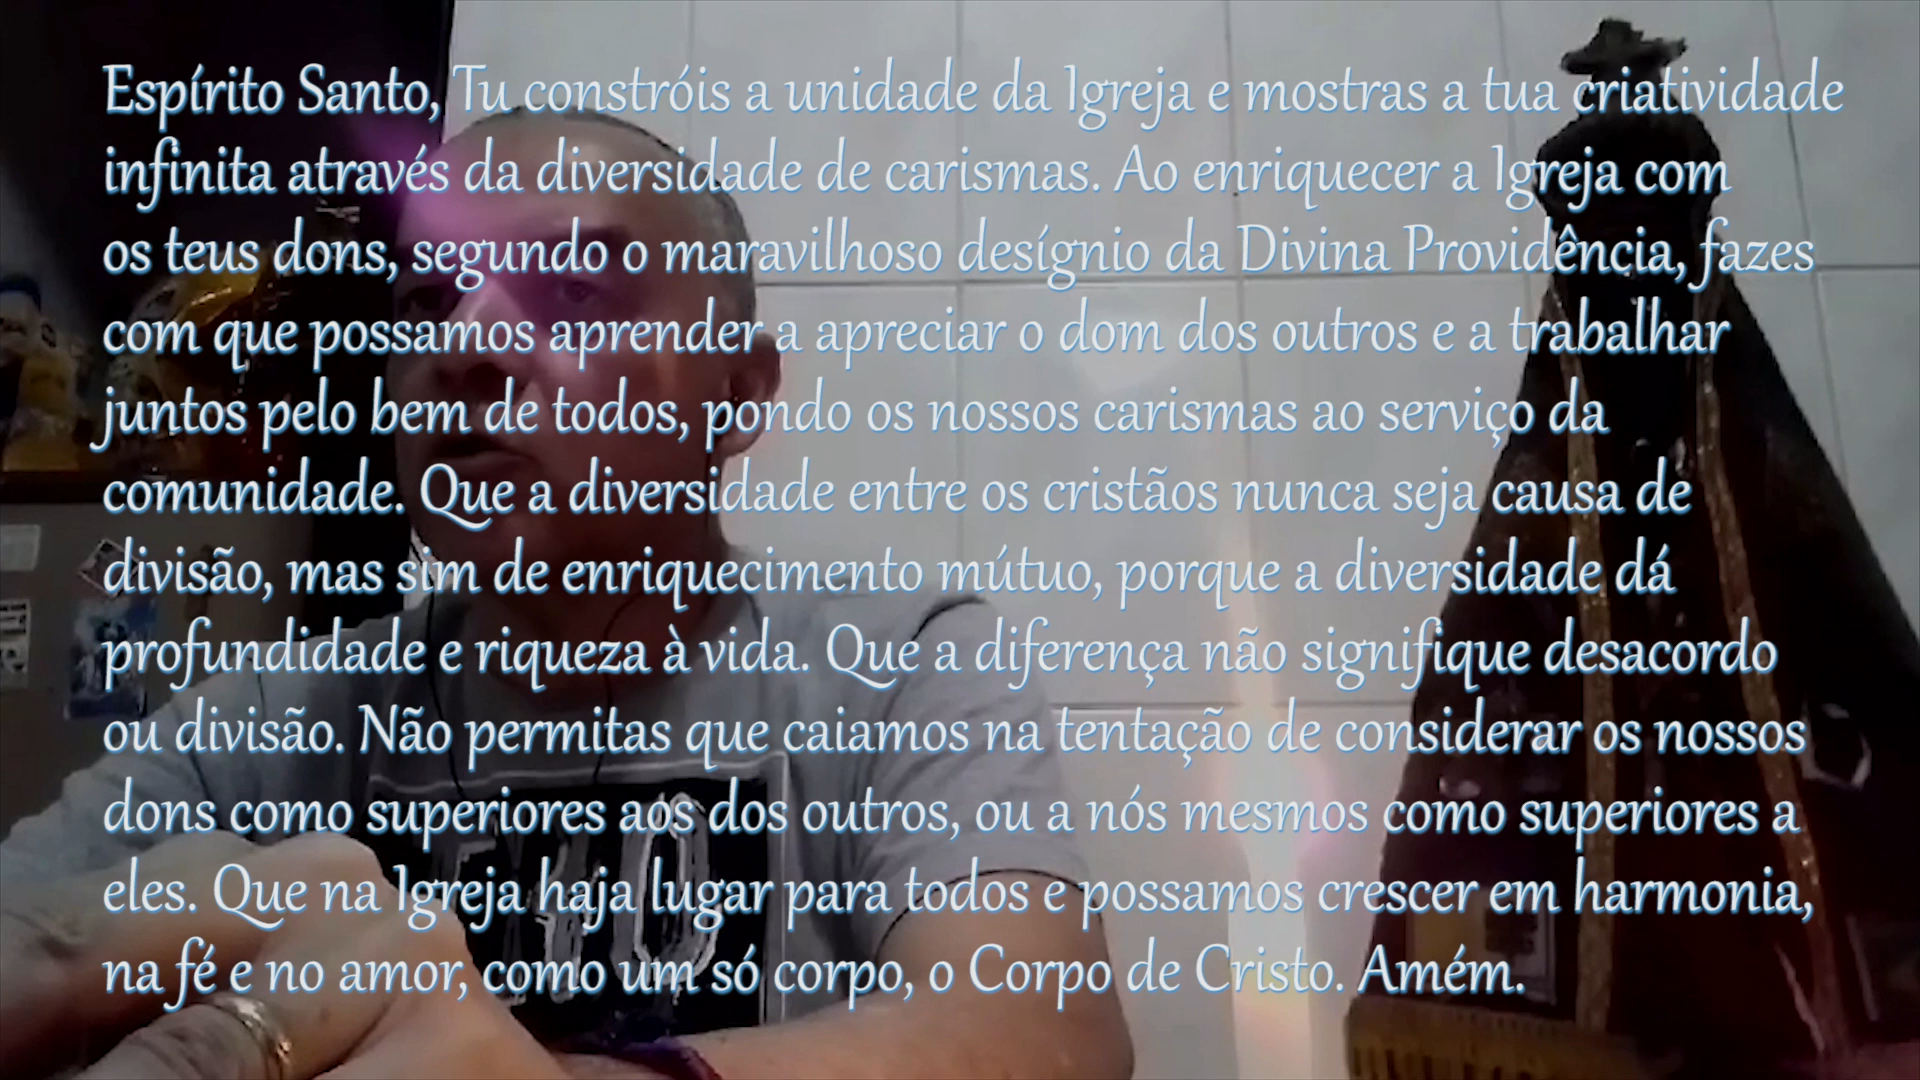 Espírito Santo, Tu constróis a unidade da Igreja e mostras a tua criatividade
infinita através da diversidade de carismas. Ao enriquecer a Igreja com
os teus dons, segundo o maravilhoso desígnio da Divina Providência, fazes
com que possamos aprender a apreciar o dom dos outros e a trabalhar
juntos pelo bem de todos, pondo os nossos carismas ao serviço da
comunidade. Que a diversidade entre os cristãos nunca seja causa de
divisão, mas sim de enriquecimento mútuo, porque a diversidade dá
profundidade e riqueza à vida. Que a diferença não signifique desacordo
ou divisão. Não permitas que caiamos na tentação de considerar os nossos
dons como superiores aos dos outros, ou a nós mesmos como superiores a
eles. Que na Igreja haja lugar para todos e possamos crescer em harmonia,
na fé e no amor, como um só corpo, o Corpo de Cristo. Amém.